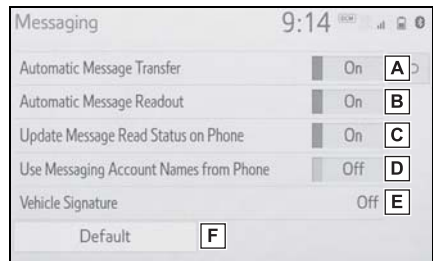 Messaging 9:14 DCM
Automatic Message Transfer On A
Automatic Message Readout On B
Update Message Read Status on Phone On C
Use Messaging Account Names from Phone Off D
Vehicle Signature Off E
Default F